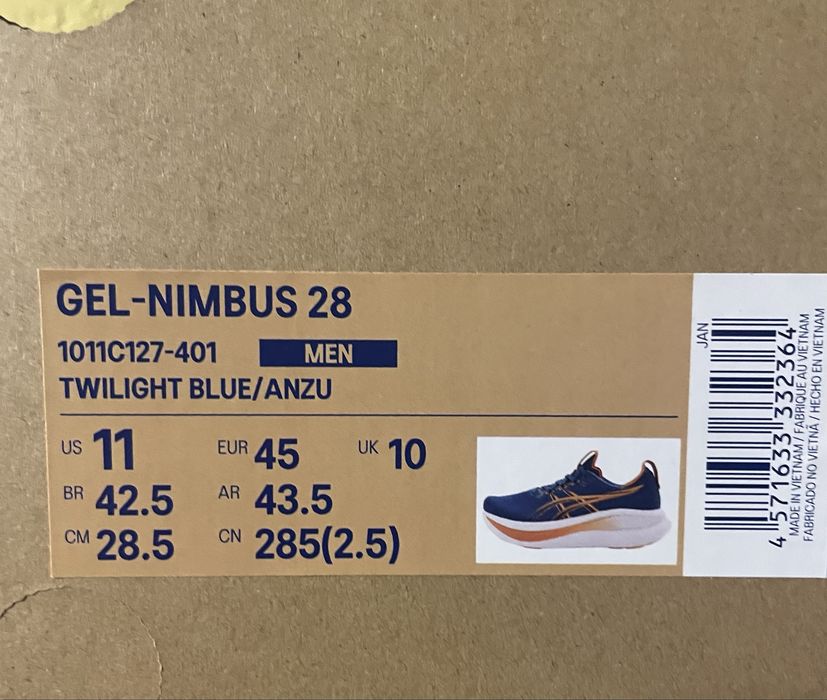 GEL-NIMBUS 28
1011C127-401 MEN
TWILIGHT BLUE/ANZU
US 11 EUR 45 UK 10
BR 42.5 AR 43.5
CM 28.5 CN 285(2.5)
JAN
4 571633 332364
MADE IN VIETNAM / FABRIQUÉ AU VIETNAM
FABRICADO NO VIETNÃ / HECHO EN VIETNAM